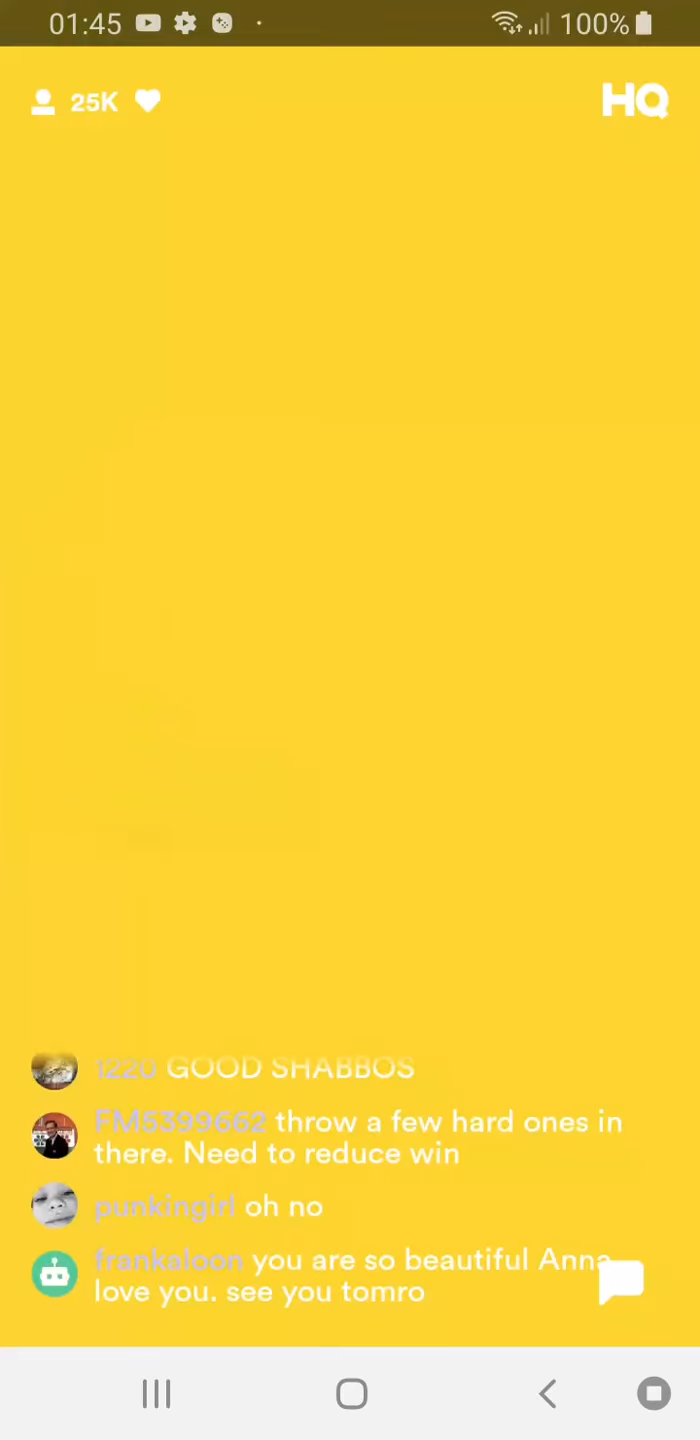 01:45
100%
25K
HQ
1220 GOOD SHABBOS
FM5399662 throw a few hard ones in
there. Need to reduce win
punkingirl oh no
frankaloon you are so beautiful Anna
love you. see you tomro